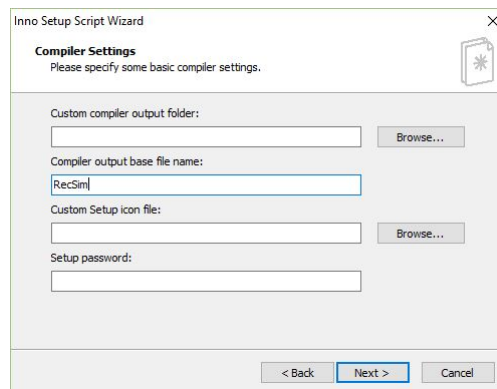 Inno Setup Script Wizard
Compiler Settings
Please specify some basic compiler settings.
Custom compiler output folder:
Browse...
Compiler output base file name:
RecSim
Custom Setup icon file:
Browse...
Setup password:
< Back Next > Cancel